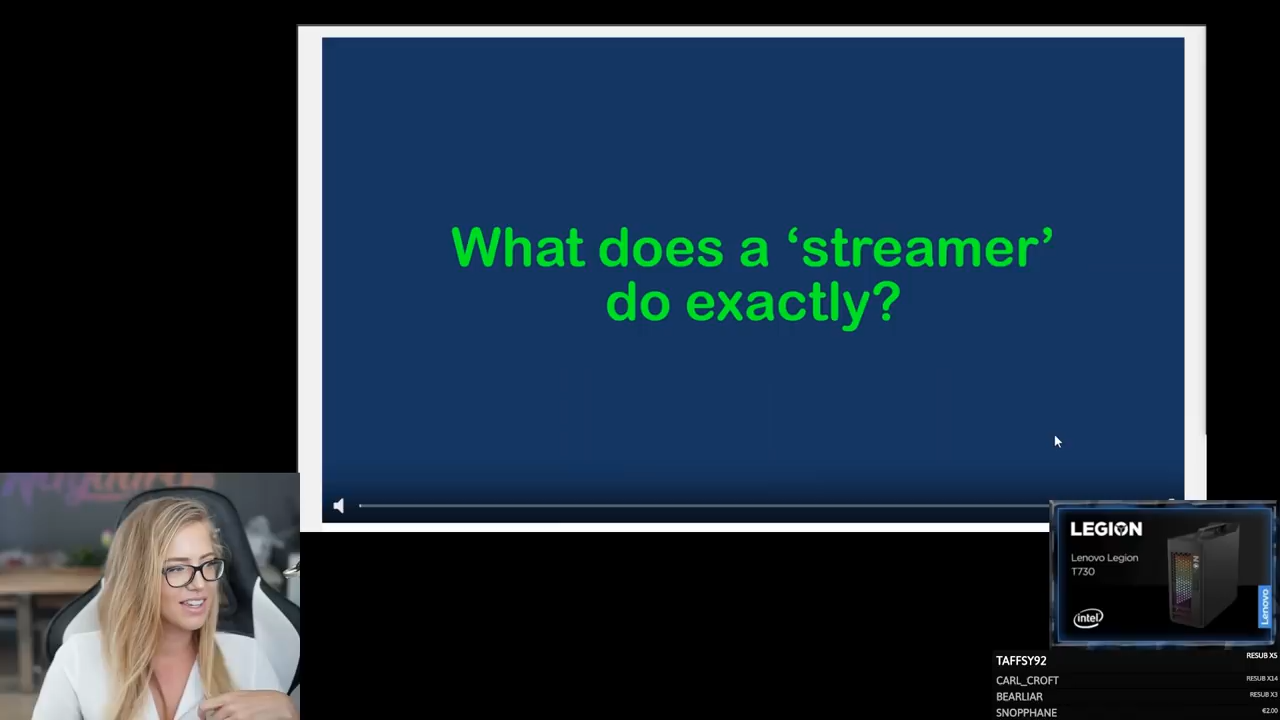 What does a ‘streamer’
do exactly?
LEGION
Lenovo Legion
T730
intel
Lenovo
TAFFSY92 RESUB X5
CARL_CROFT RESUB X14
BEARLIAR RESUB X3
SNOPPHANE €2.00